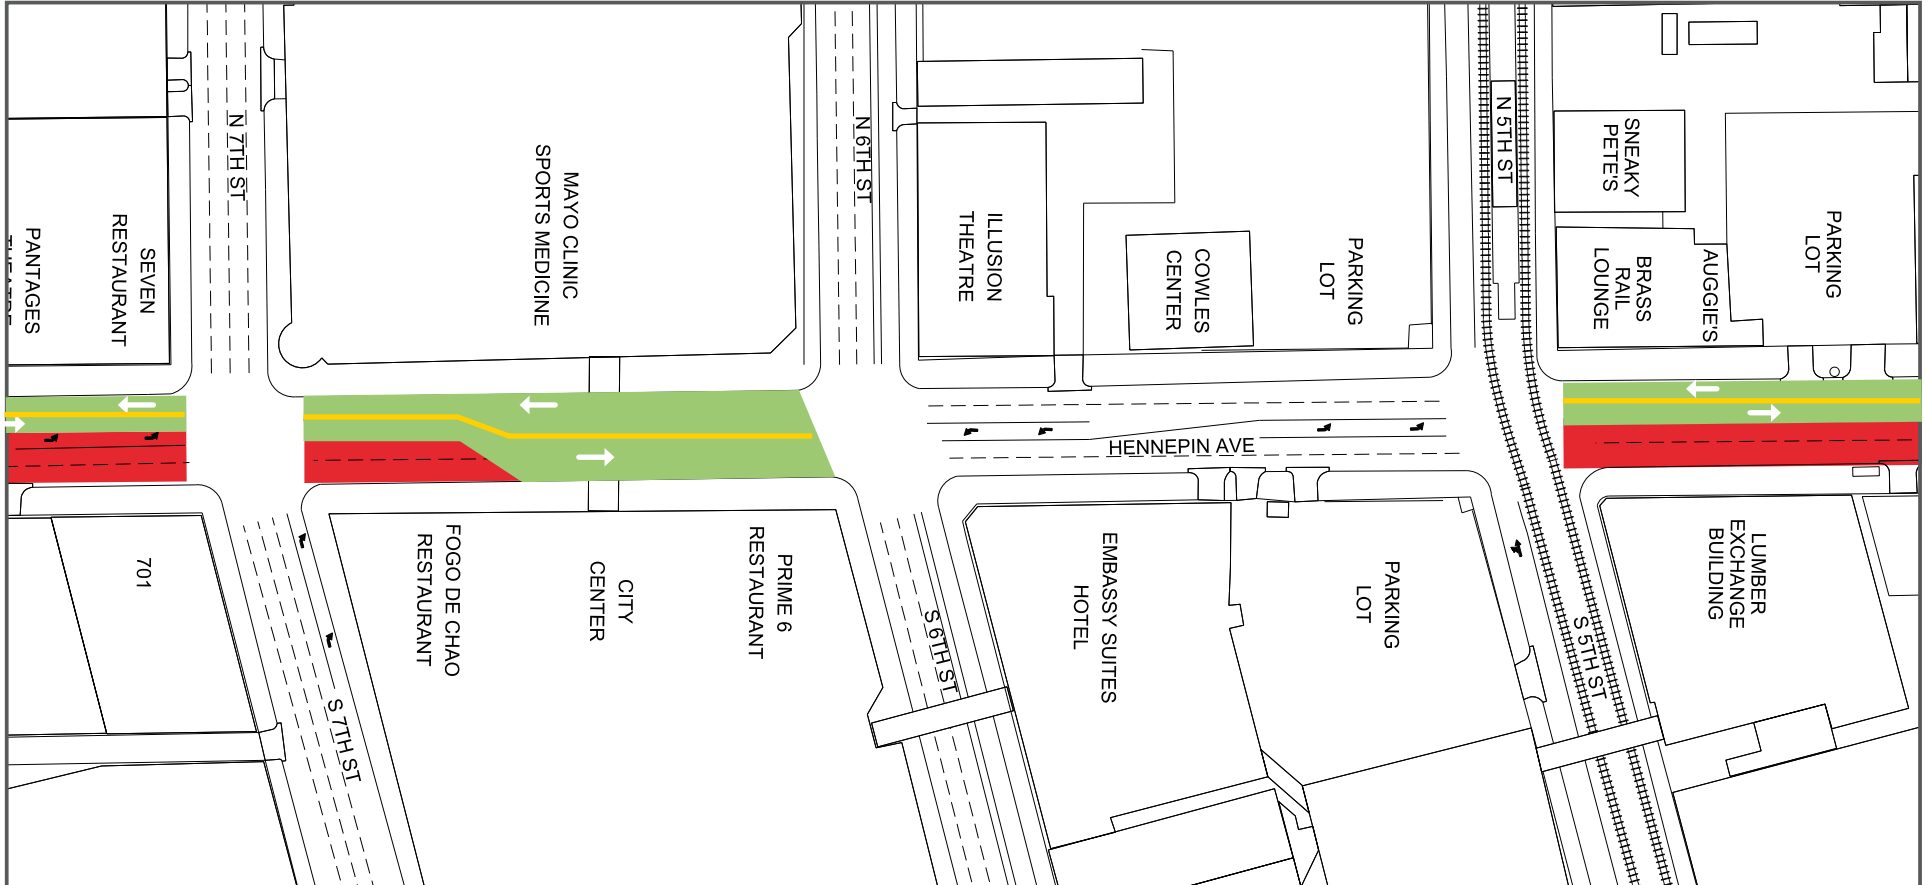 N 7TH ST
N 6TH ST
N 5TH ST
SNEAKY
PETE'S
MAYO CLINIC
SPORTS MEDICINE
PANTAGES
THEATRE
SEVEN
RESTAURANT
ILLUSION
THEATRE
COWLES
CENTER
PARKING
LOT
BRASS
RAIL
LOUNGE
AUGGIE'S
PARKING
LOT
HENNEPIN AVE
701
FOGO DE CHAO
RESTAURANT
CITY
CENTER
PRIME 6
RESTAURANT
EMBASSY SUITES
HOTEL
PARKING
LOT
LUMBER
EXCHANGE
BUILDING
S 7TH ST
S 6TH ST
S 5TH ST